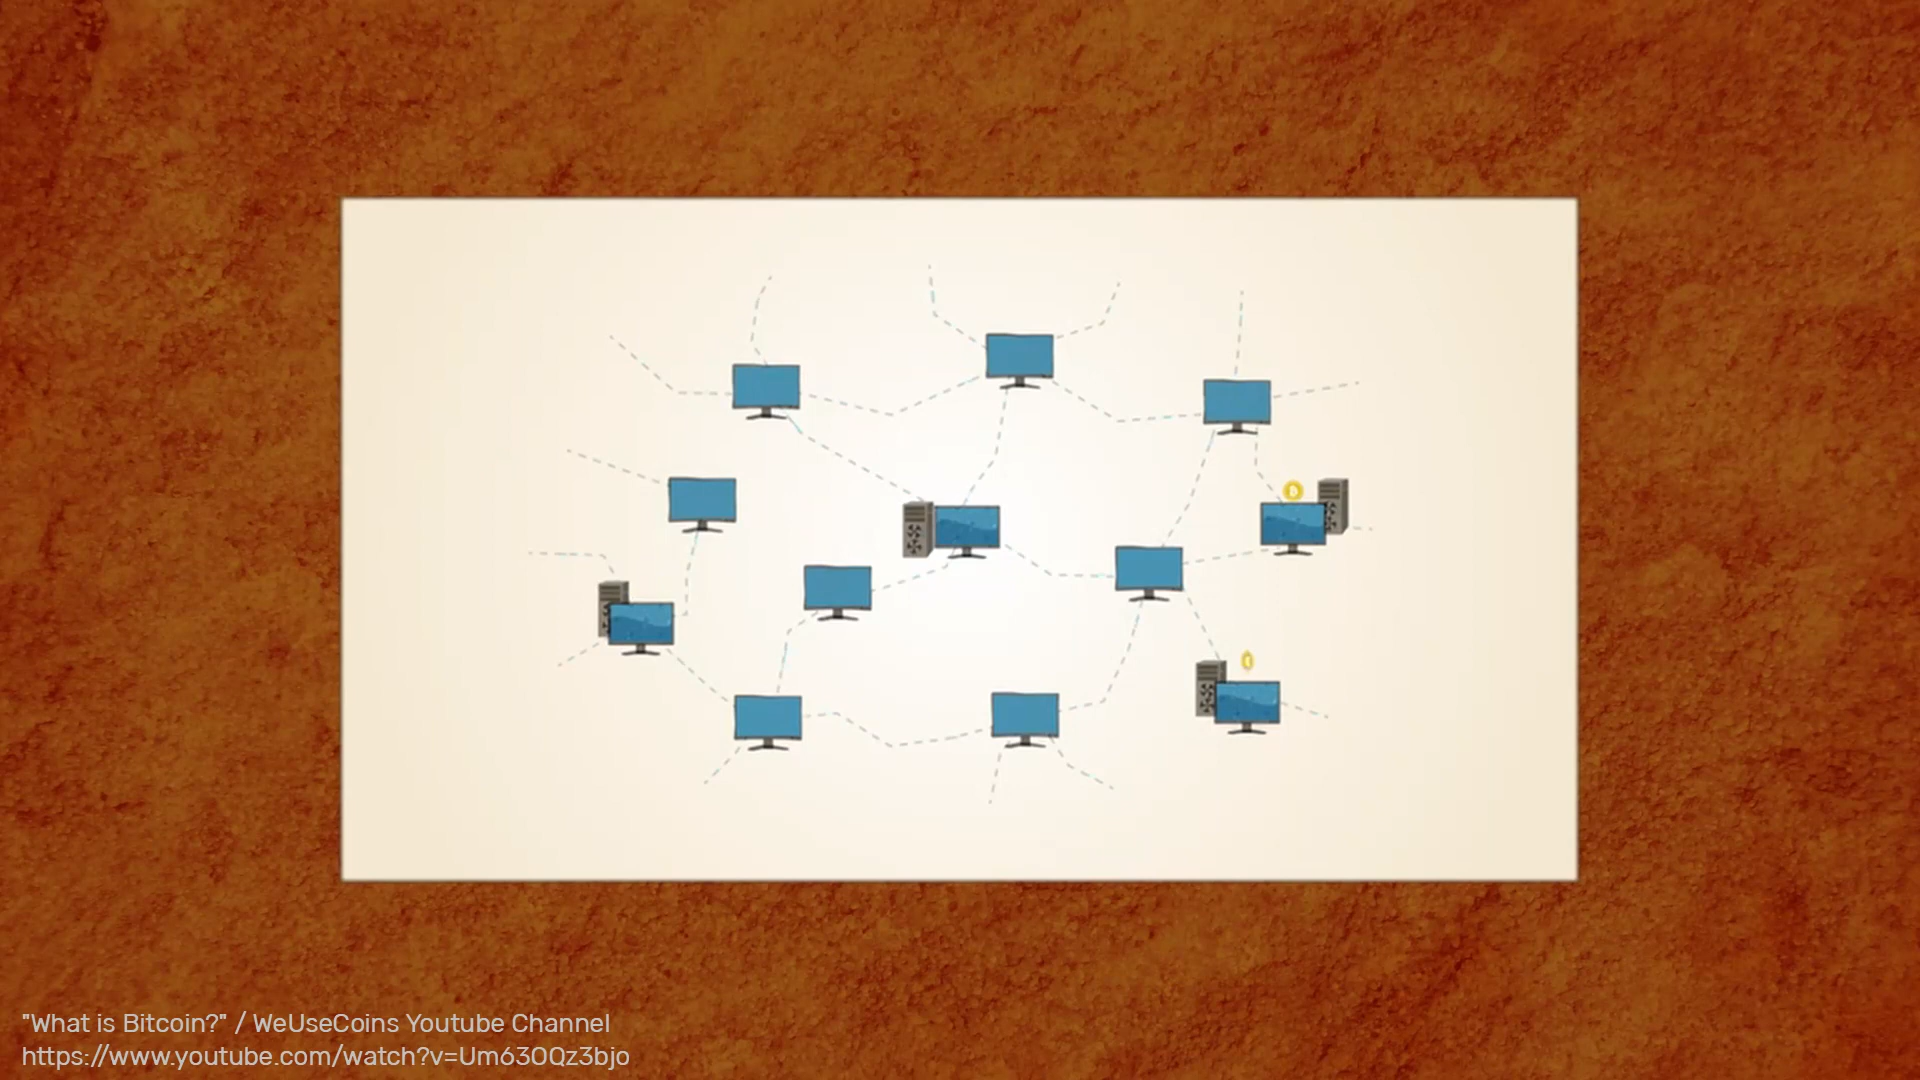 "What is Bitcoin?" / WeUseCoins Youtube Channel
https://www.youtube.com/watch?v=Um63OQz3bjo